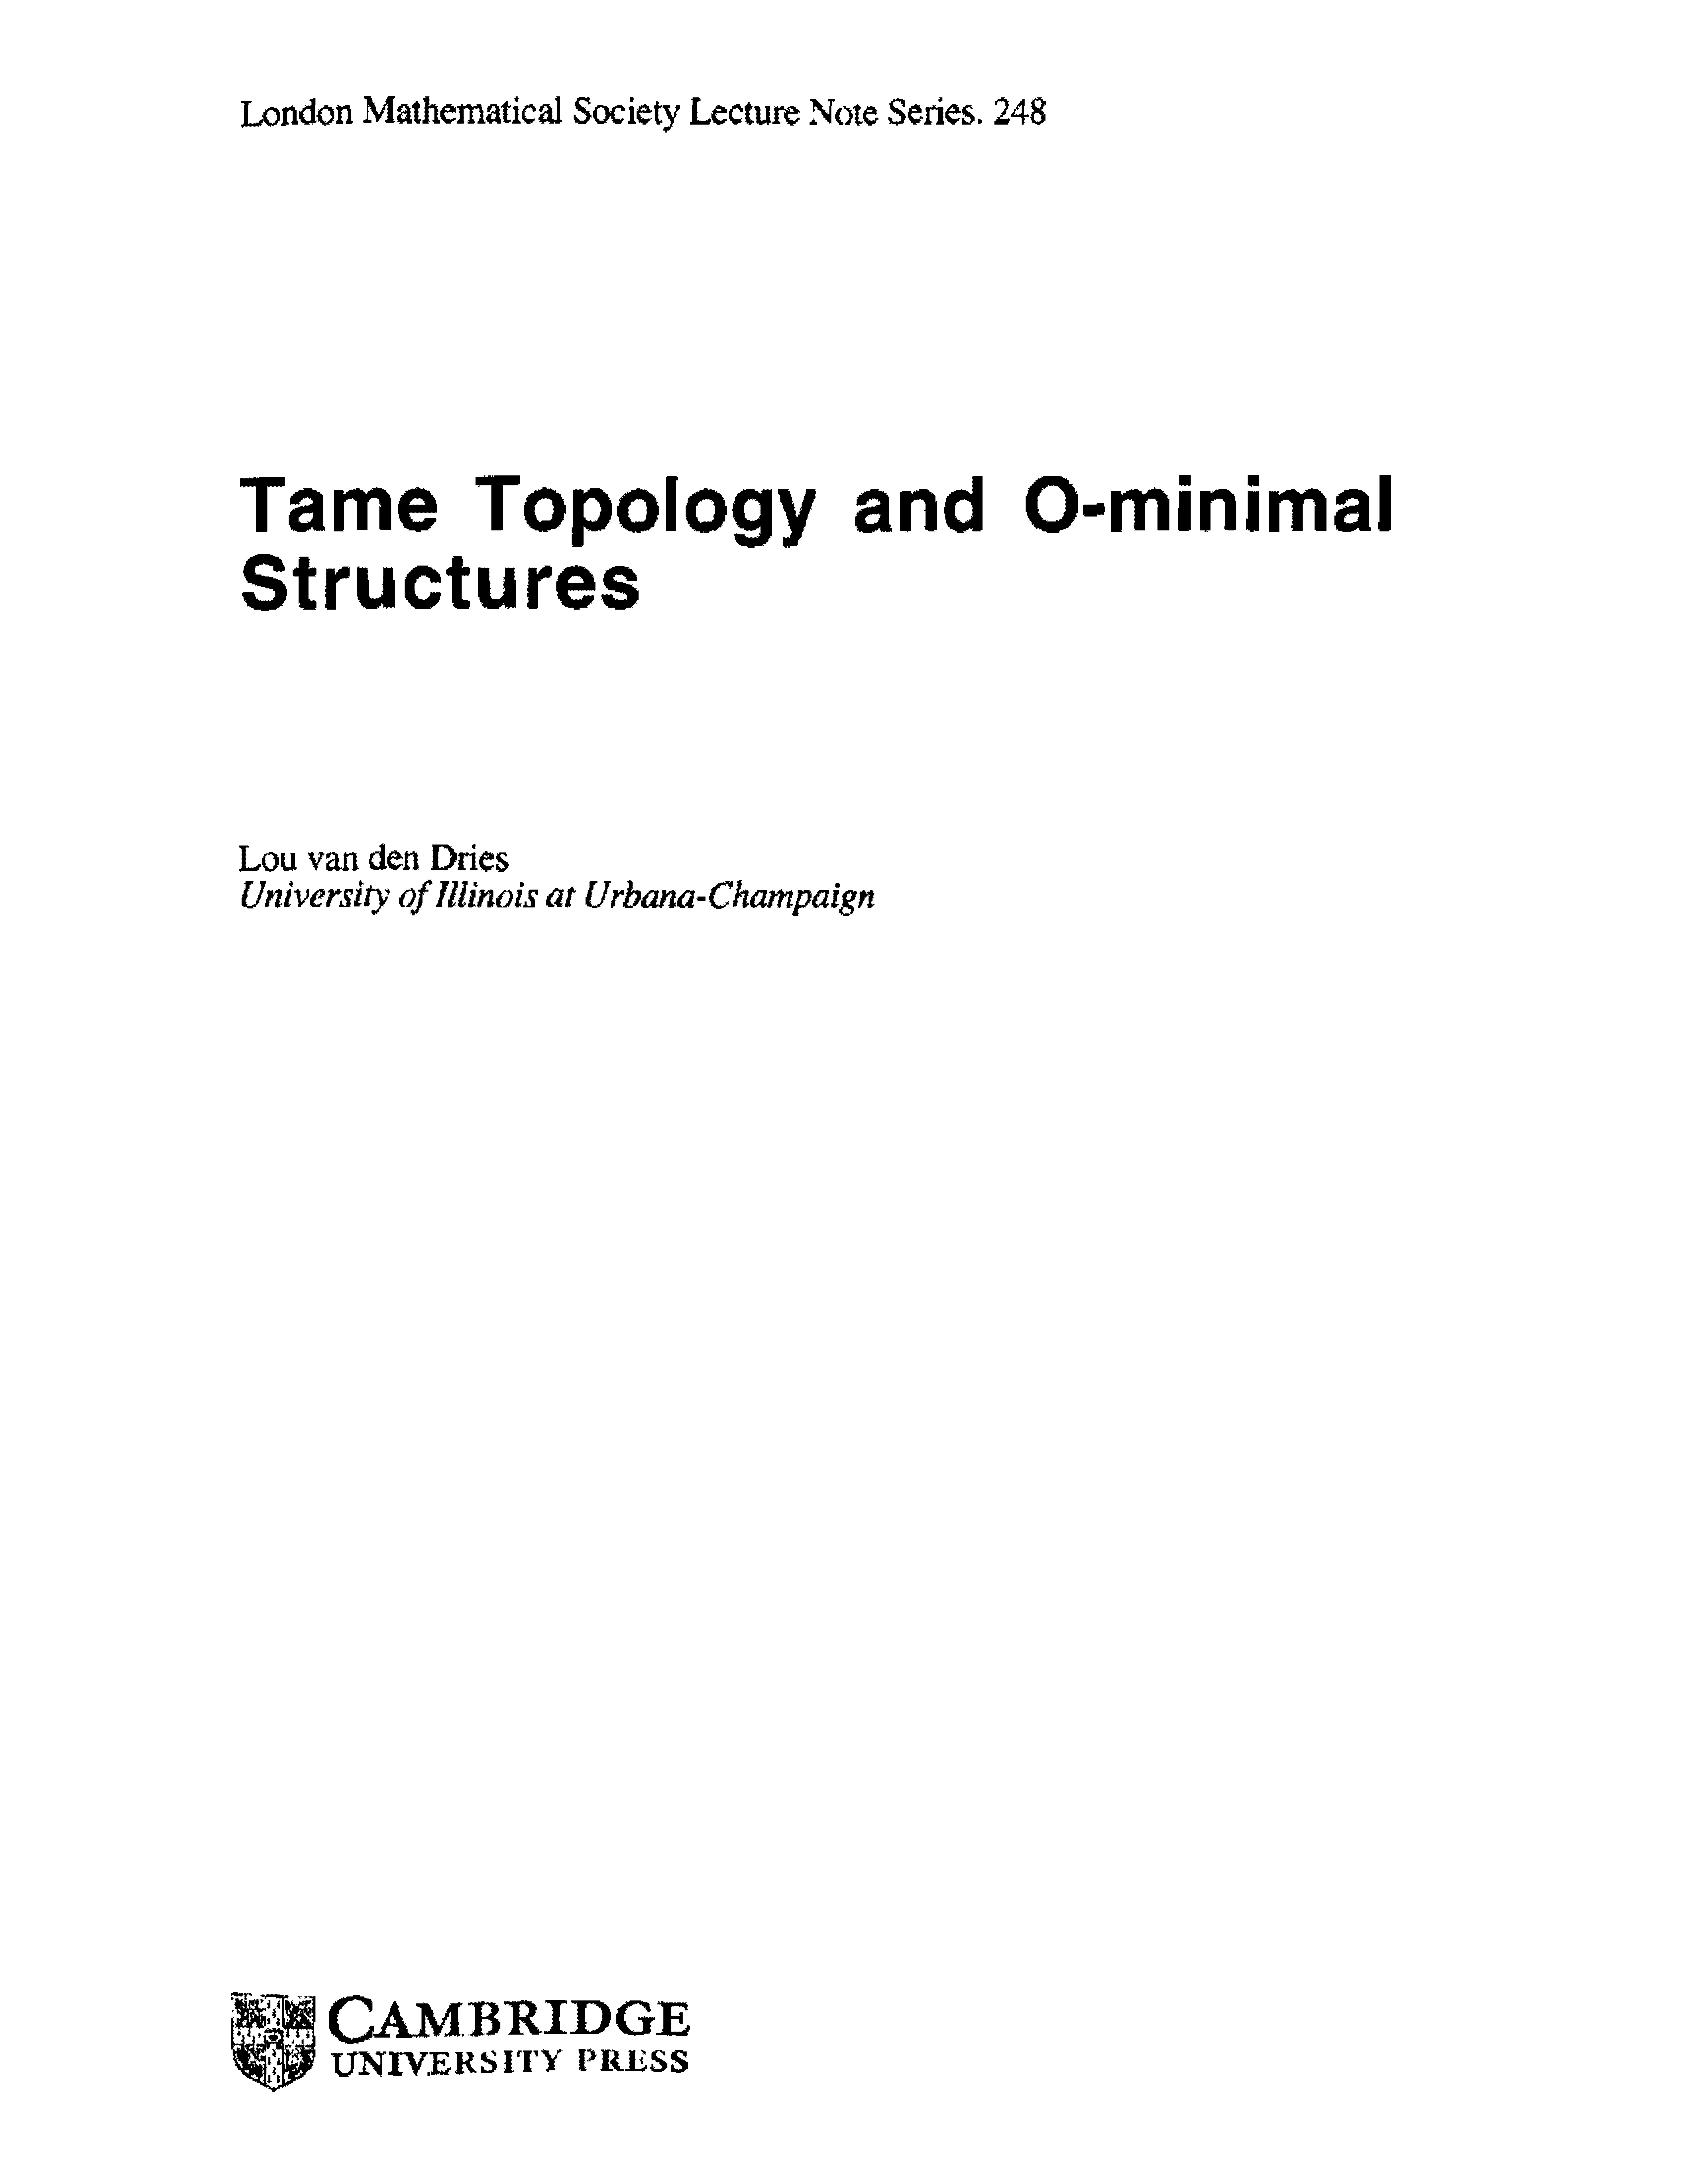 London Mathematical Society Lecture Note Series. 248
Tame Topology and O-minimal
Structures
Lou van den Dries
University of Illinois at Urbana-Champaign
CAMBRIDGE
UNIVERSITY PRESS